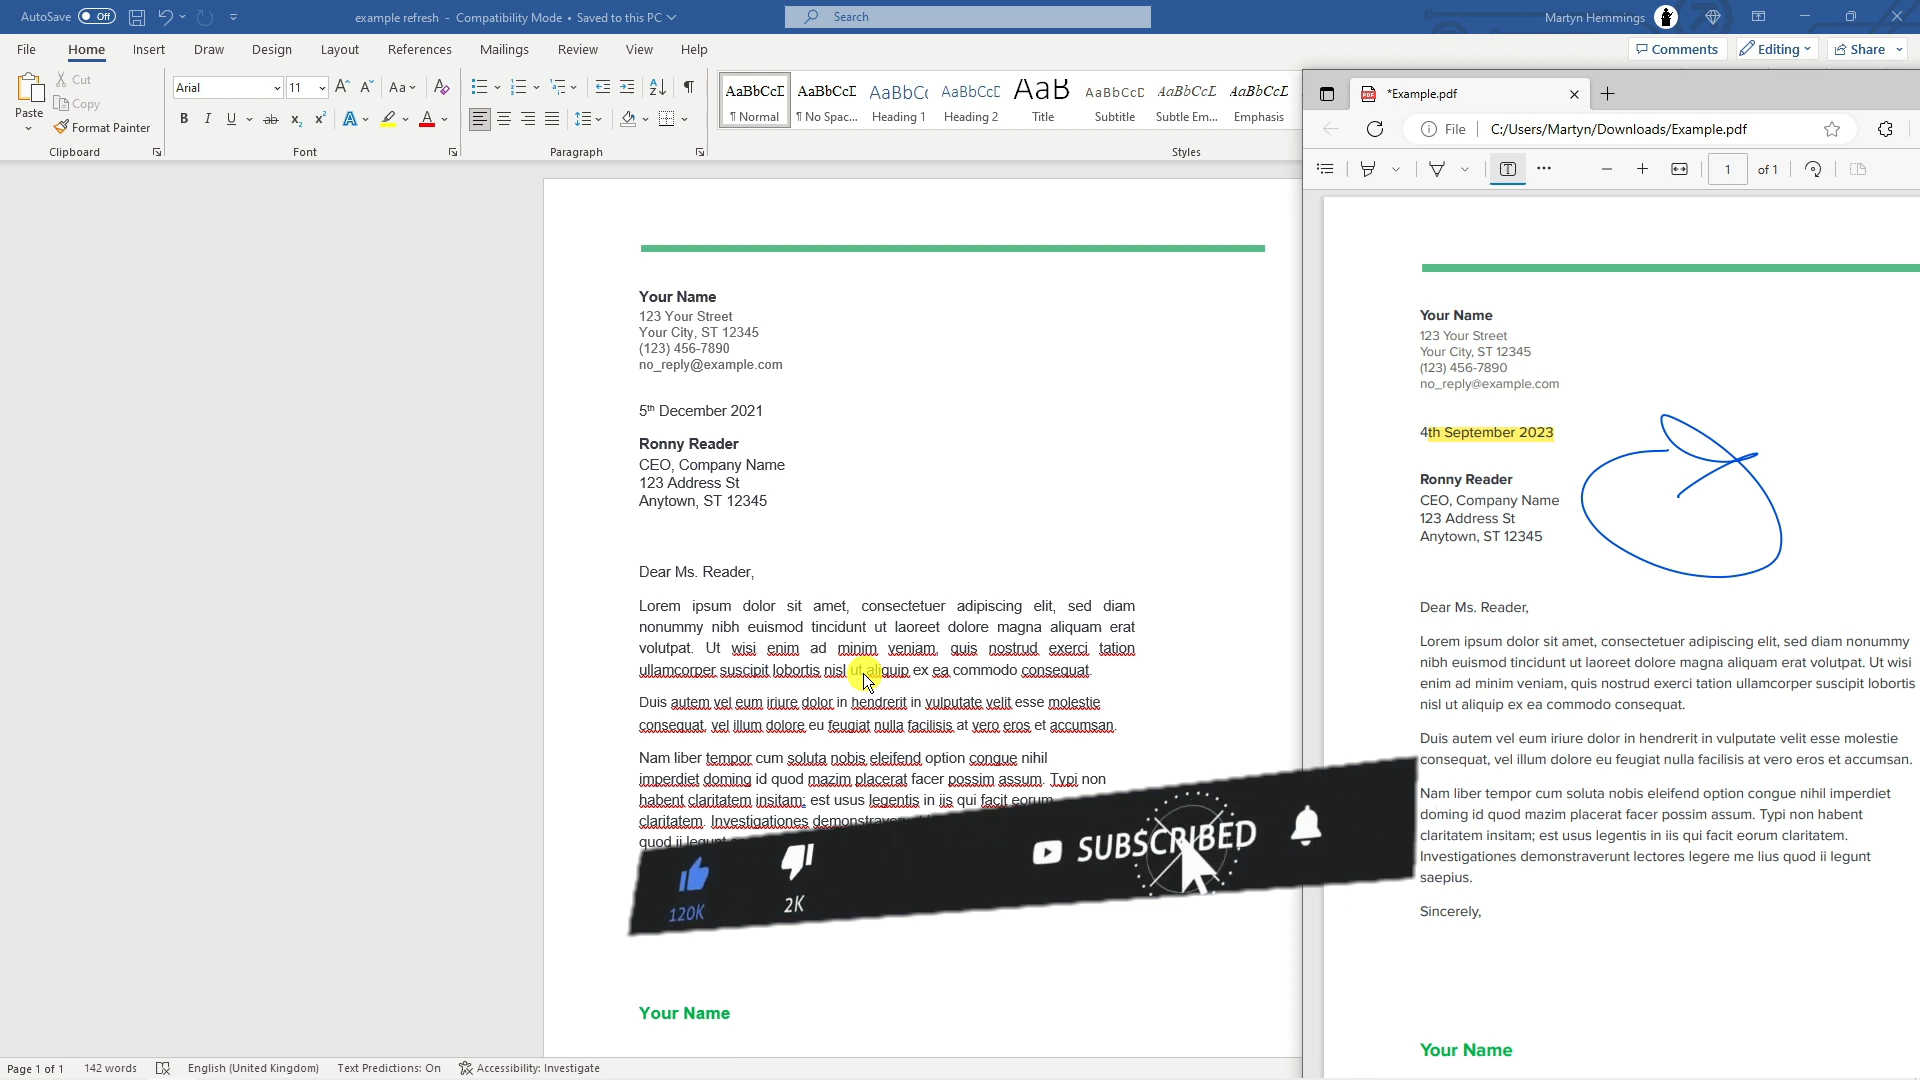 AutoSave Off
example refresh - Compatibility Mode • Saved to this PC
Search
Martyn Hemmings
File Home Insert Draw Design Layout References Mailings Review View Help
Comments Editing Share
Paste
Cut
Copy
Format Painter
Clipboard
Arial 11
Aa
Font
Paragraph
AaBbCcD AaBbCcD AaBbCc AaBbCcD AaB AaBbCcD AaBbCcD AaBbCcD
¶ Normal ¶ No Spac... Heading 1 Heading 2 Title Subtitle Subtle Em... Emphasis
Styles
Your Name
123 Your Street
Your City, ST 12345
(123) 456-7890
no_reply@example.com
5th December 2021
Ronny Reader
CEO, Company Name
123 Address St
Anytown, ST 12345
Dear Ms. Reader,
Lorem ipsum dolor sit amet, consectetuer adipiscing elit, sed diam
nonummy nibh euismod tincidunt ut laoreet dolore magna aliquam erat
volutpat. Ut wisi enim ad minim veniam, quis nostrud exerci tation
ullamcorper suscipit lobortis nisl ut aliquip ex ea commodo consequat.
Duis autem vel eum iriure dolor in hendrerit in vulputate velit esse molestie
consequat, vel illum dolore eu feugiat nulla facilisis at vero eros et accumsan.
Nam liber tempor cum soluta nobis eleifend option congue nihil
imperdiet doming id quod mazim placerat facer possim assum. Typi non
habent claritatem insitam; est usus legentis in iis qui facit eorum
claritatem. Investigationes
quod ii
Your Name
*Example.pdf
File C:/Users/Martyn/Downloads/Example.pdf
1 of 1
Your Name
123 Your Street
Your City, ST 12345
(123) 456-7890
no_reply@example.com
4th September 2023
Ronny Reader
CEO, Company Name
123 Address St
Anytown, ST 12345
Dear Ms. Reader,
Lorem ipsum dolor sit amet, consectetuer adipiscing elit, sed diam nonummy
nibh euismod tincidunt ut laoreet dolore magna aliquam erat volutpat. Ut wisi
enim ad minim veniam, quis nostrud exerci tation ullamcorper suscipit lobortis
nisl ut aliquip ex ea commodo consequat.
Duis autem vel eum iriure dolor in hendrerit in vulputate velit esse molestie
consequat, vel illum dolore eu feugiat nulla facilisis at vero eros et accumsan.
Nam liber tempor cum soluta nobis eleifend option congue nihil imperdiet
doming id quod mazim placerat facer possim assum. Typi non habent
claritatem insitam; est usus legentis in iis qui facit eorum claritatem.
Investigationes demonstraverunt lectores legere me lius quod ii legunt
saepius.
Sincerely,
Your Name
120K 2K SUBSCRIBED
Page 1 of 1 142 words English (United Kingdom) Text Predictions: On Accessibility: Investigate